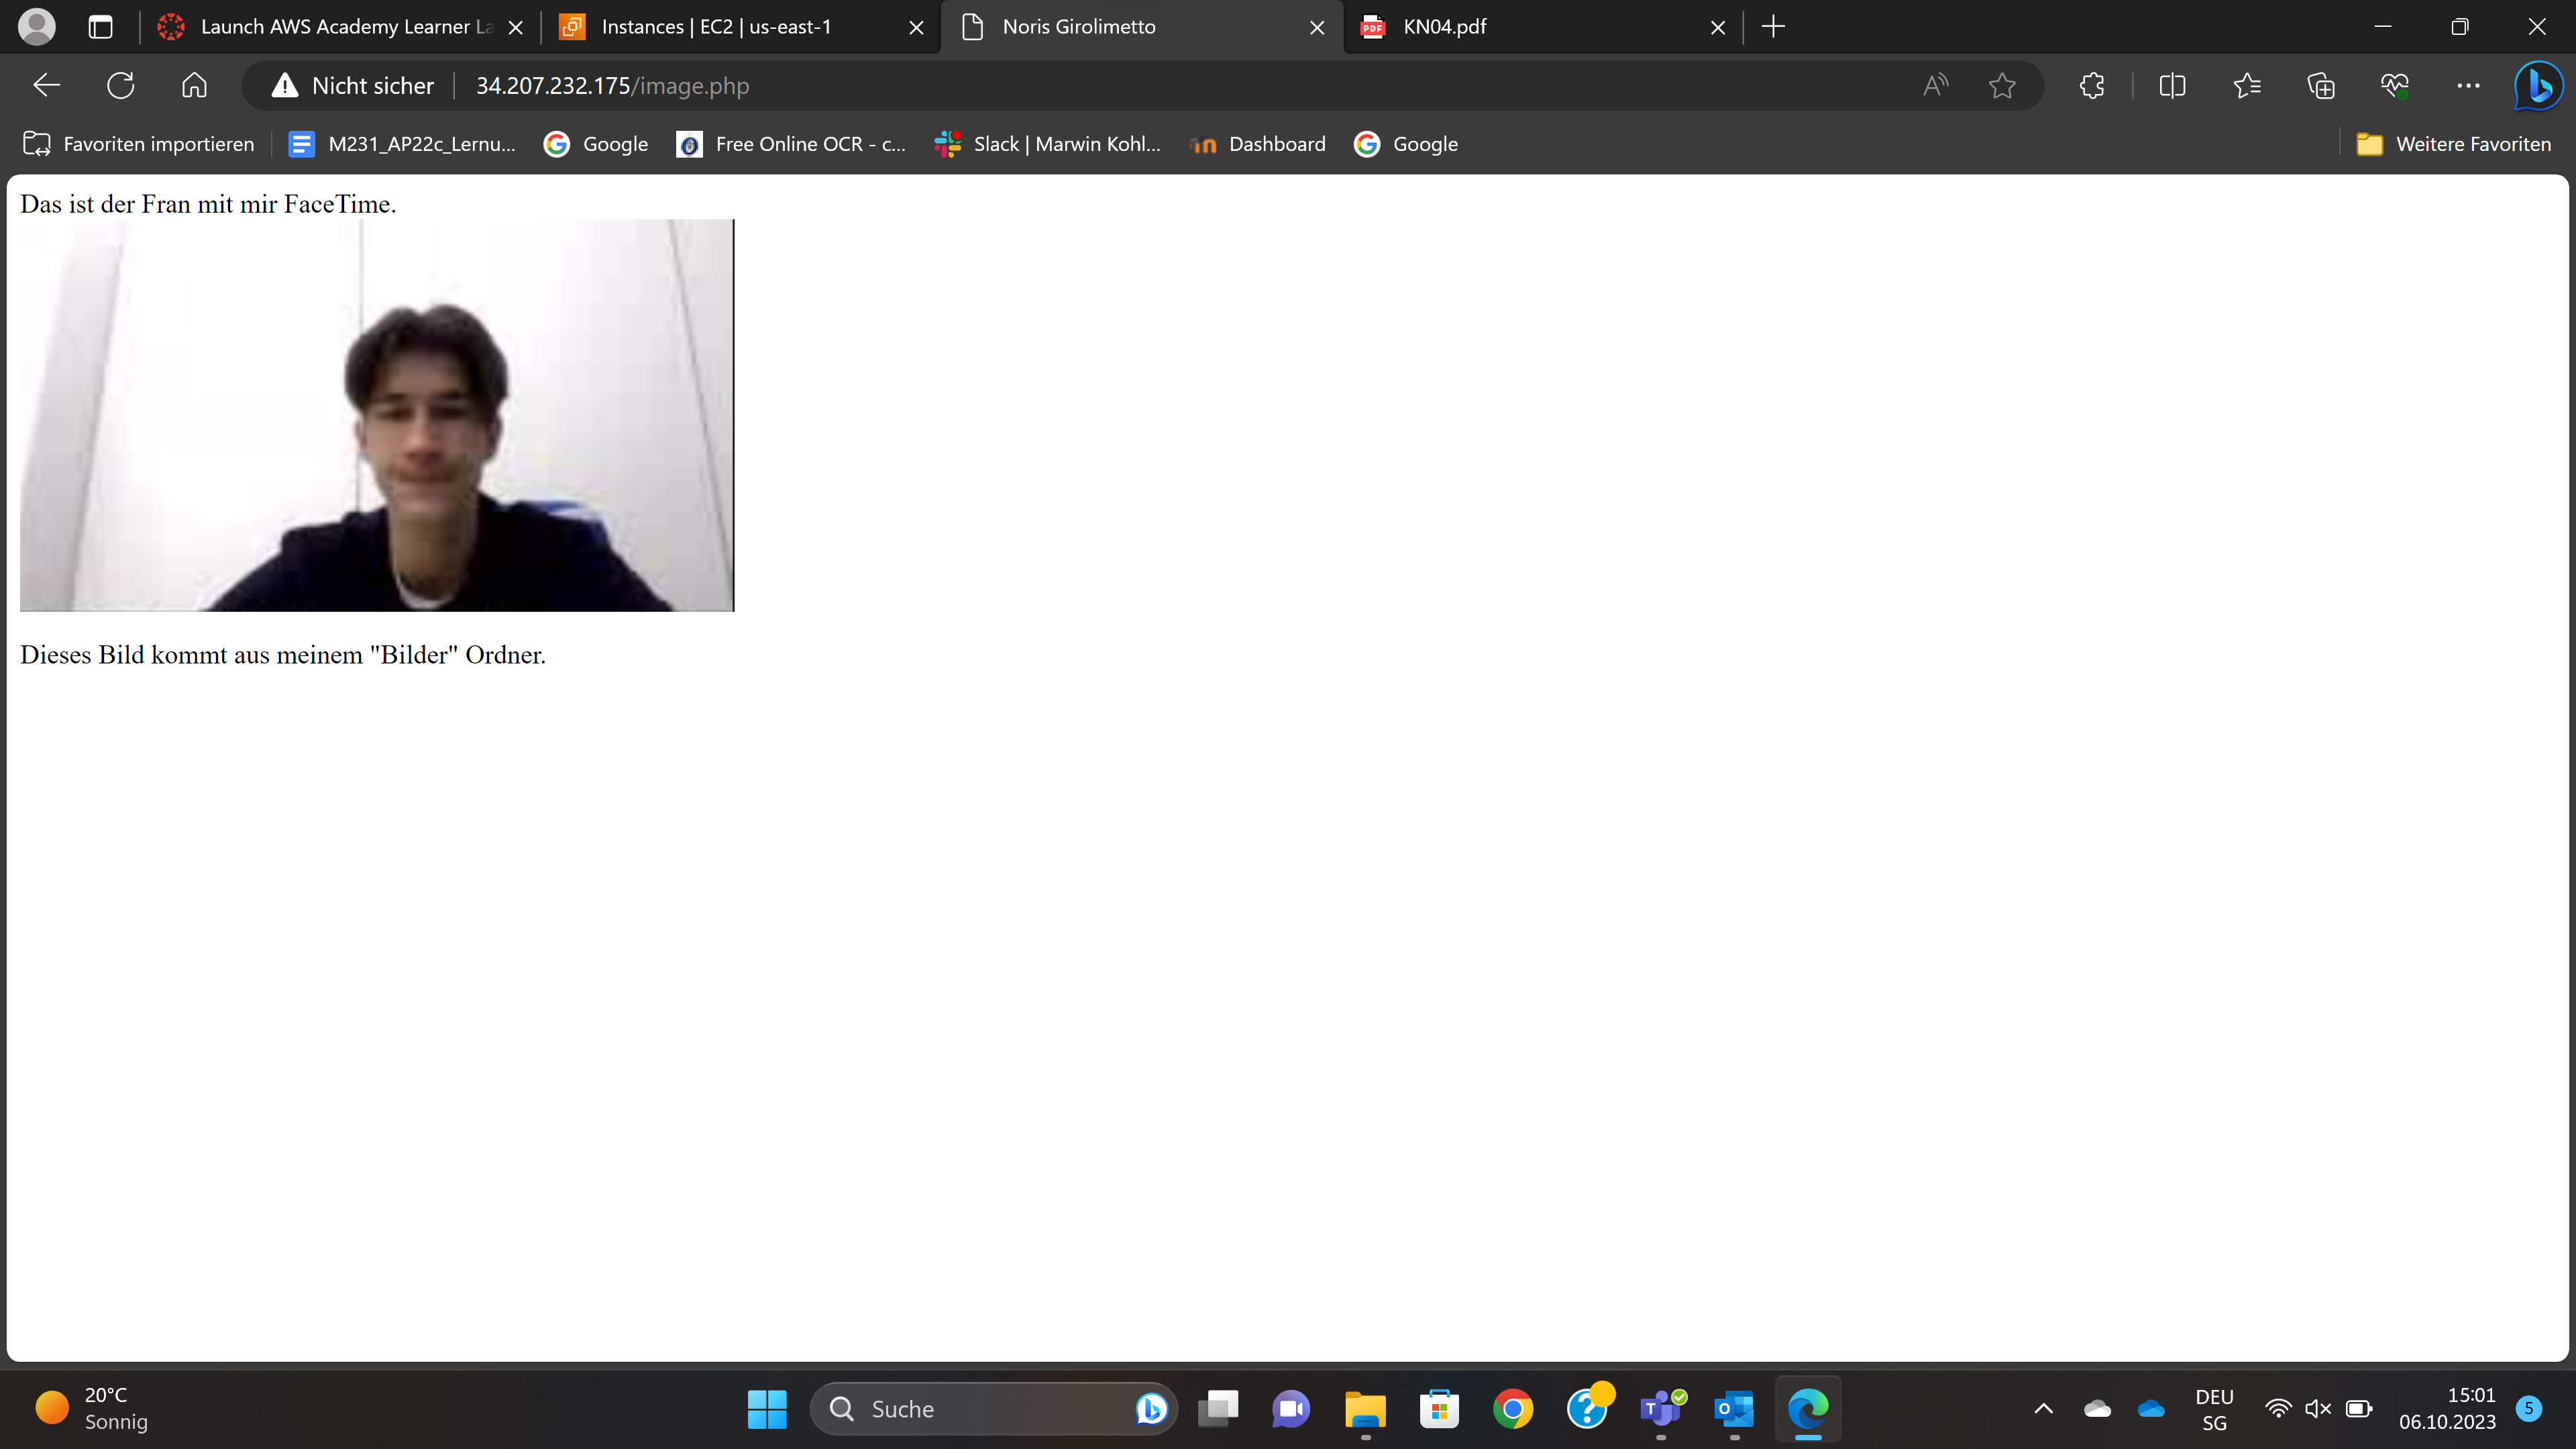 Launch AWS Academy Learner La
Instances | EC2 | us-east-1
Noris Girolimetto
PDF
KN04.pdf
Nicht sicher
34.207.232.175/image.php
Favoriten importieren
M231_AP22c_Lernu...
Google
Free Online OCR - c...
Slack | Marwin Kohl...
Dashboard
Google
Weitere Favoriten
Das ist der Fran mit mir FaceTime.
Dieses Bild kommt aus meinem "Bilder" Ordner.
20°C
Sonnig
Suche
DEU
SG
15:01
06.10.2023
5